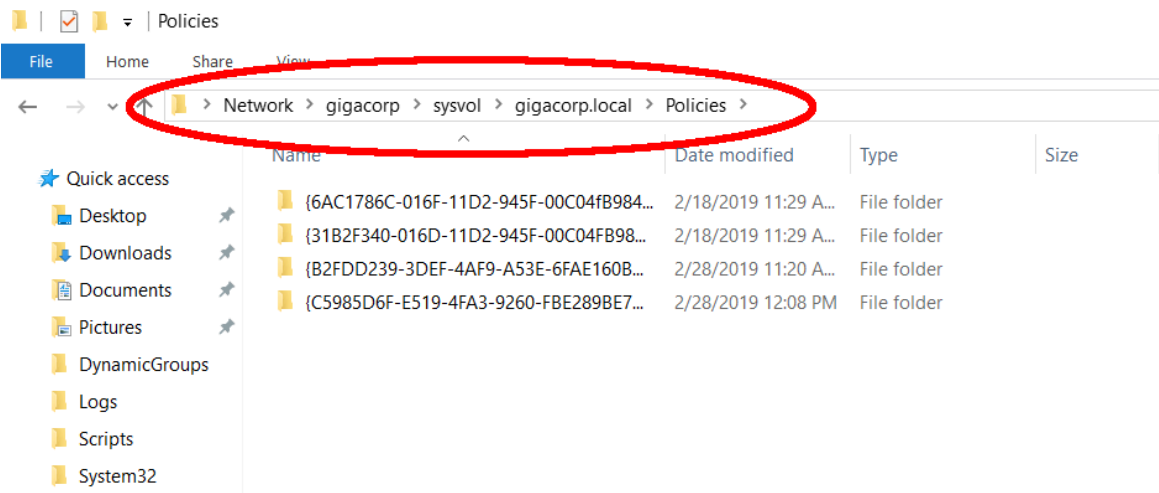 Policies
File Home Share View
Network > gigacorp > sysvol > gigacorp.local > Policies >
Name Date modified Type Size
Quick access
Desktop
Downloads
Documents
Pictures
DynamicGroups
Logs
Scripts
System32
{6AC1786C-016F-11D2-945F-00C04fB984... 2/18/2019 11:29 A... File folder
{31B2F340-016D-11D2-945F-00C04FB98... 2/18/2019 11:29 A... File folder
{B2FDD239-3DEF-4AF9-A53E-6FAE160B... 2/28/2019 11:20 A... File folder
{C5985D6F-E519-4FA3-9260-FBE289BE7... 2/28/2019 12:08 PM File folder